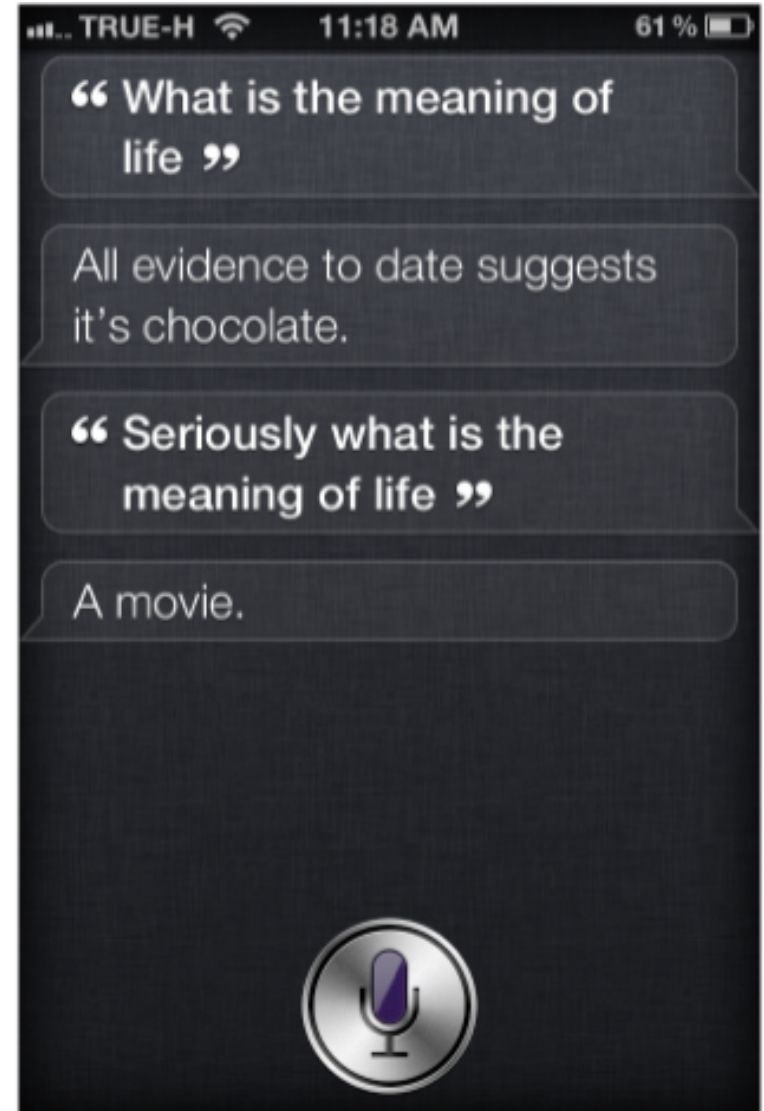 TRUE-H 11:18 AM 61 %
“ What is the meaning of
life ”
All evidence to date suggests
it’s chocolate.
“ Seriously what is the
meaning of life ”
A movie.